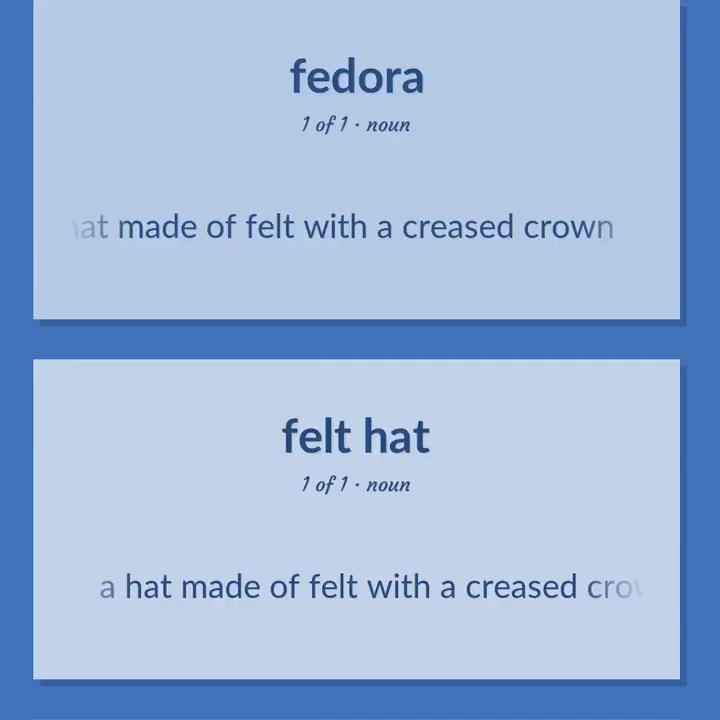 fedora
1 of 1 · noun
hat made of felt with a creased crown
felt hat
1 of 1 · noun
a hat made of felt with a creased